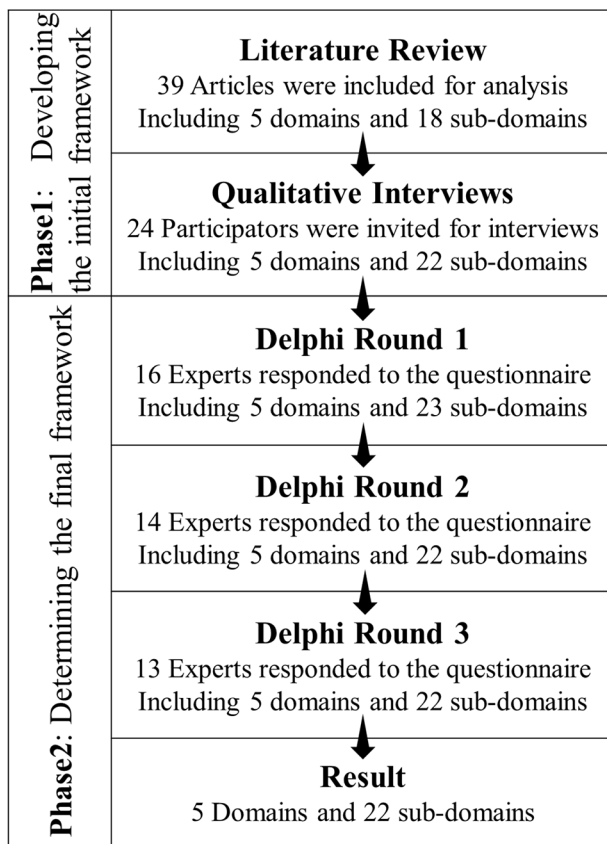 Phase1: Developing
the initial framework
Literature Review
39 Articles were included for analysis
Including 5 domains and 18 sub-domains
Qualitative Interviews
24 Participators were invited for interviews
Including 5 domains and 22 sub-domains
Phase2: Determining the final framework
Delphi Round 1
16 Experts responded to the questionnaire
Including 5 domains and 23 sub-domains
Delphi Round 2
14 Experts responded to the questionnaire
Including 5 domains and 22 sub-domains
Delphi Round 3
13 Experts responded to the questionnaire
Including 5 domains and 22 sub-domains
Result
5 Domains and 22 sub-domains